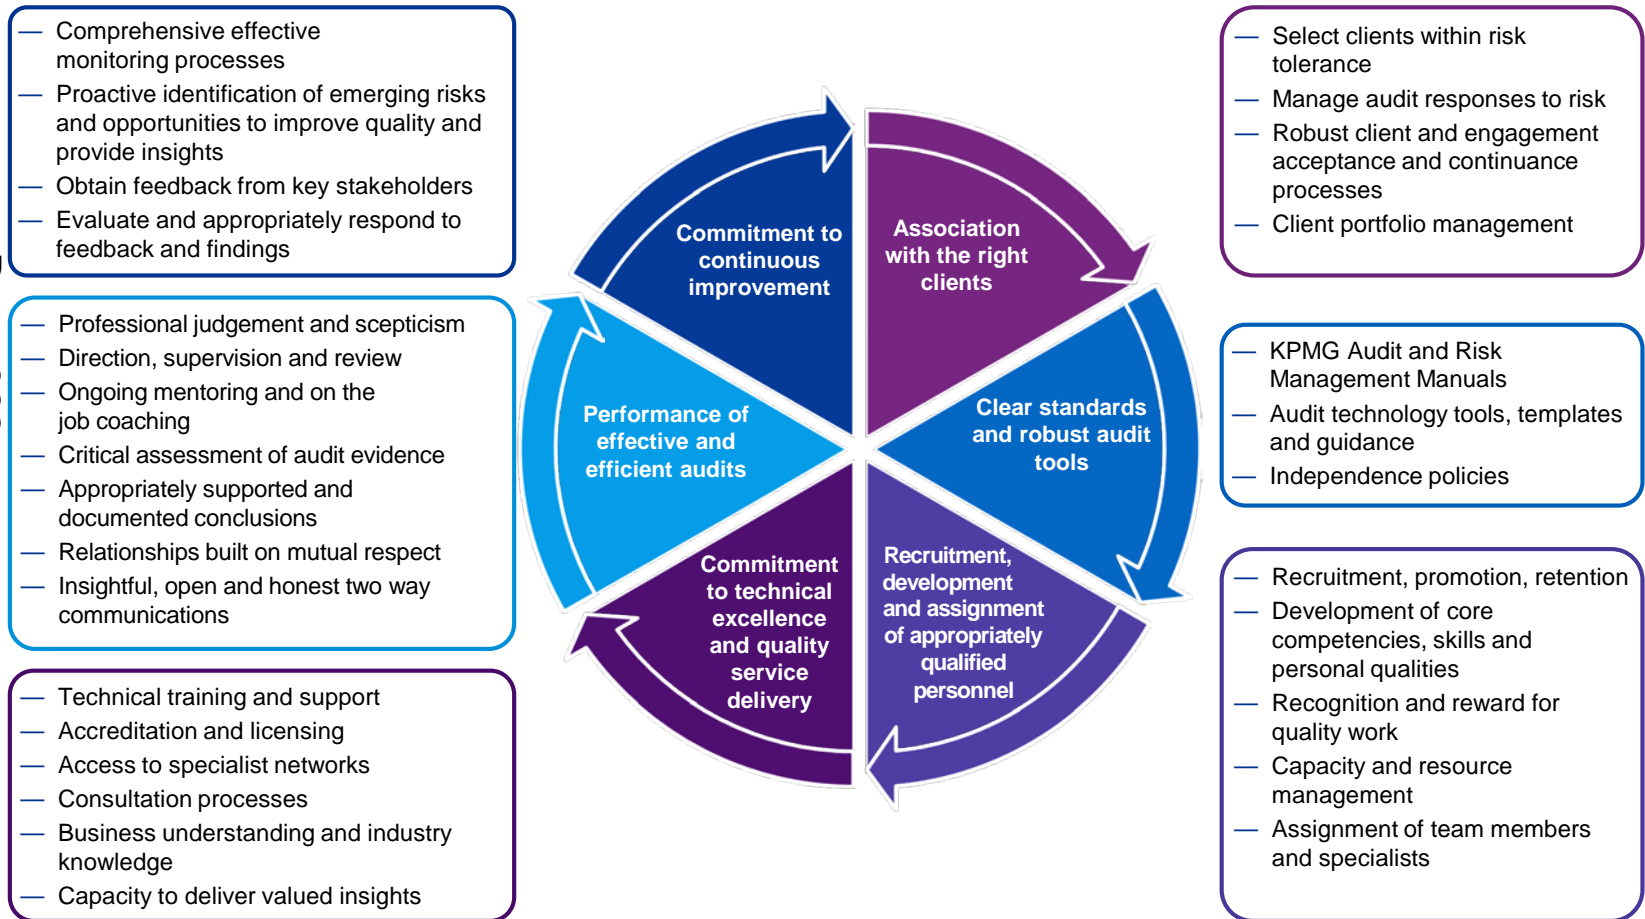 — Comprehensive effective
monitoring processes
— Proactive identification of emerging risks
and opportunities to improve quality and
provide insights
— Obtain feedback from key stakeholders
— Evaluate and appropriately respond to
feedback and findings
— Professional judgement and scepticism
— Direction, supervision and review
— Ongoing mentoring and on the
job coaching
— Critical assessment of audit evidence
— Appropriately supported and
documented conclusions
— Relationships built on mutual respect
— Insightful, open and honest two way
communications
— Technical training and support
— Accreditation and licensing
— Access to specialist networks
— Consultation processes
— Business understanding and industry
knowledge
— Capacity to deliver valued insights
Commitment to
continuous
improvement
Association
with the right
clients
Performance of
effective and
efficient audits
Clear standards
and robust audit
tools
Commitment
to technical
excellence
and quality
service
delivery
Recruitment,
development
and assignment
of appropriately
qualified
personnel
— Select clients within risk
tolerance
— Manage audit responses to risk
— Robust client and engagement
acceptance and continuance
processes
— Client portfolio management
— KPMG Audit and Risk
Management Manuals
— Audit technology tools, templates
and guidance
— Independence policies
— Recruitment, promotion, retention
— Development of core
competencies, skills and
personal qualities
— Recognition and reward for
quality work
— Capacity and resource
management
— Assignment of team members
and specialists